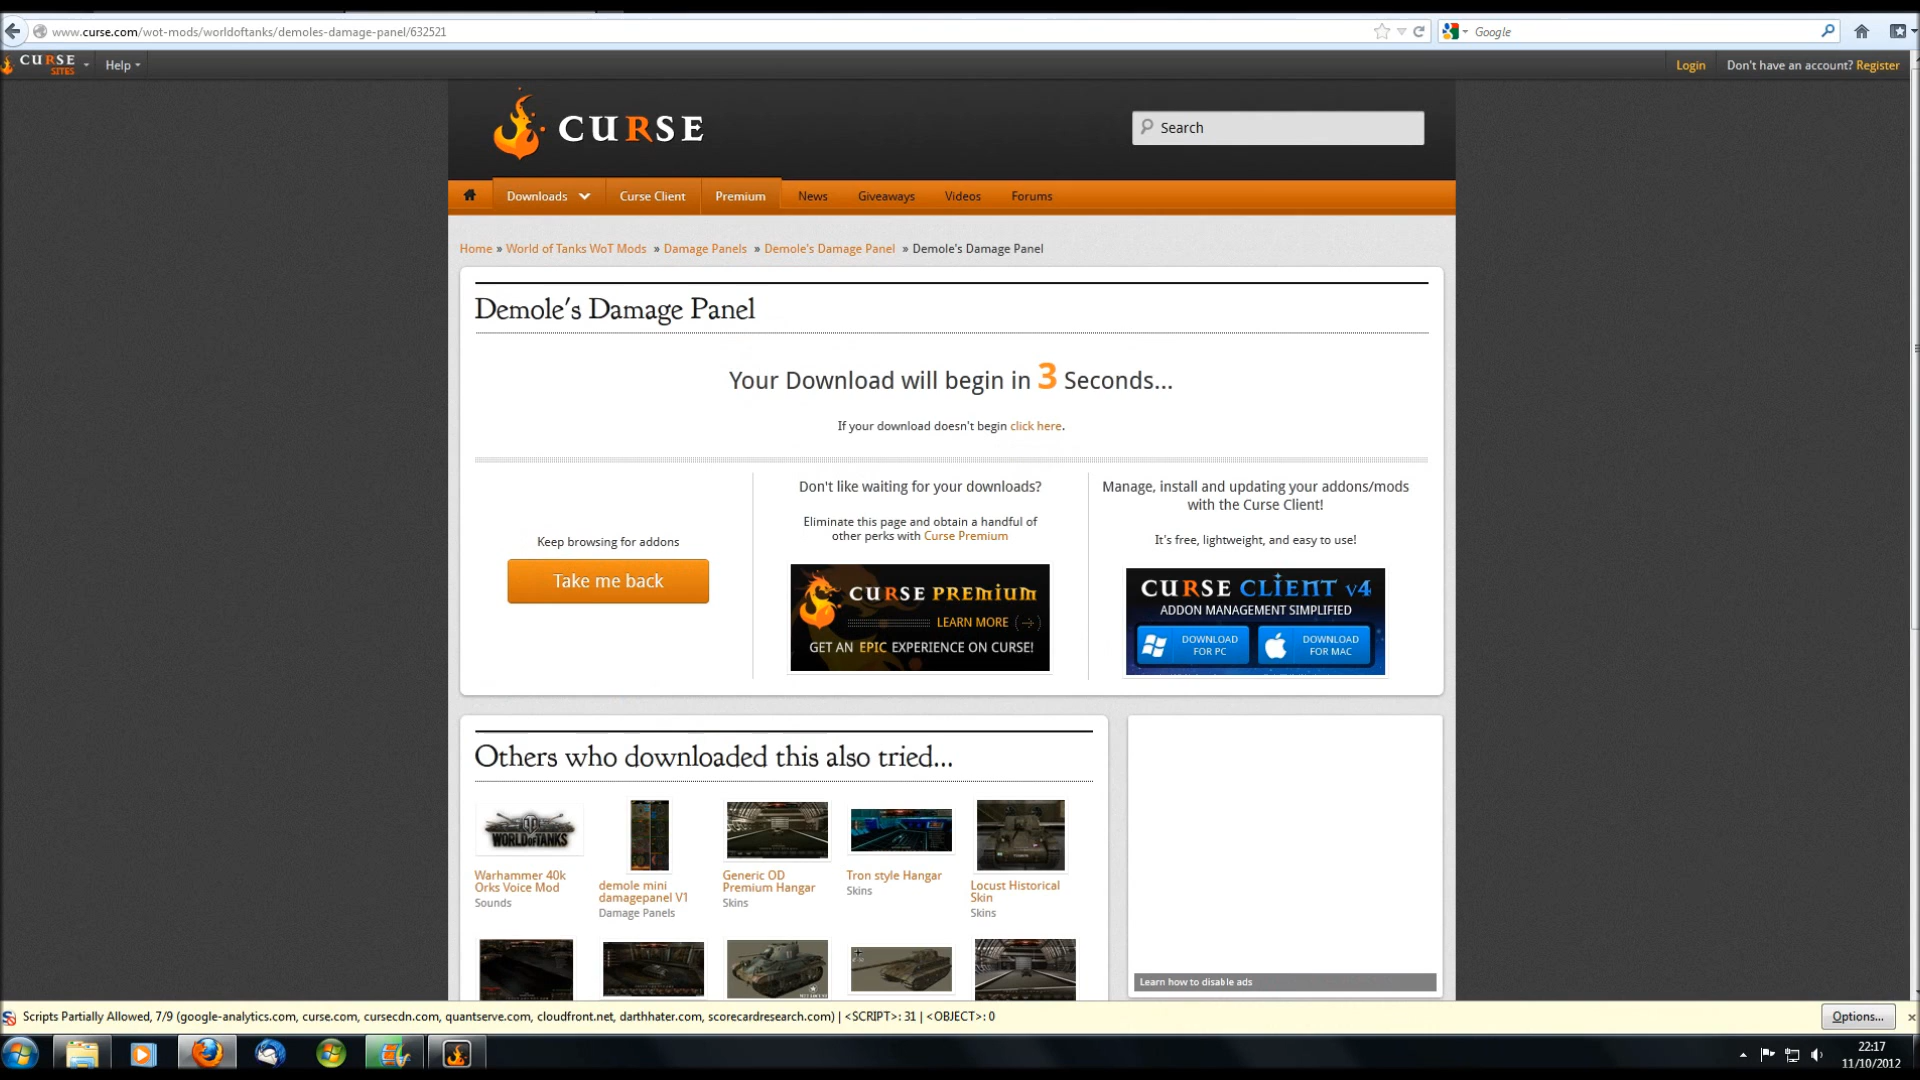 www.curse.com/wot-mods/worldoftanks/demoles-damage-panel/632521
Google
CURSE SITES
Help
Login
Don't have an account? Register
CURSE
Search
Downloads
Curse Client
Premium
News
Giveaways
Videos
Forums
Home » World of Tanks WoT Mods » Damage Panels » Demole's Damage Panel » Demole's Damage Panel
Demole's Damage Panel
Your Download will begin in 3 Seconds...
If your download doesn't begin click here.
Keep browsing for addons
Take me back
Don't like waiting for your downloads?
Eliminate this page and obtain a handful of
other perks with Curse Premium
CURSE PREMIUM
LEARN MORE
GET AN EPIC EXPERIENCE ON CURSE!
Manage, install and updating your addons/mods
with the Curse Client!
It's free, lightweight, and easy to use!
CURSE CLIENT v4
ADDON MANAGEMENT SIMPLIFIED
DOWNLOAD
FOR PC
DOWNLOAD
FOR MAC
Others who downloaded this also tried...
WORLD OF TANKS
Warhammer 40k
Orks Voice Mod
Sounds
demole mini
damagepanel V1
Damage Panels
Generic OD
Premium Hangar
Skins
Tron style Hangar
Skins
Locust Historical
Skin
Skins
Learn how to disable ads
Scripts Partially Allowed, 7/9 (google-analytics.com, curse.com, cursecdn.com, quantserve.com, cloudfront.net, darthhater.com, scorecardresearch.com) | <SCRIPT>: 31 | <OBJECT>: 0
Options...
22:17
11/10/2012